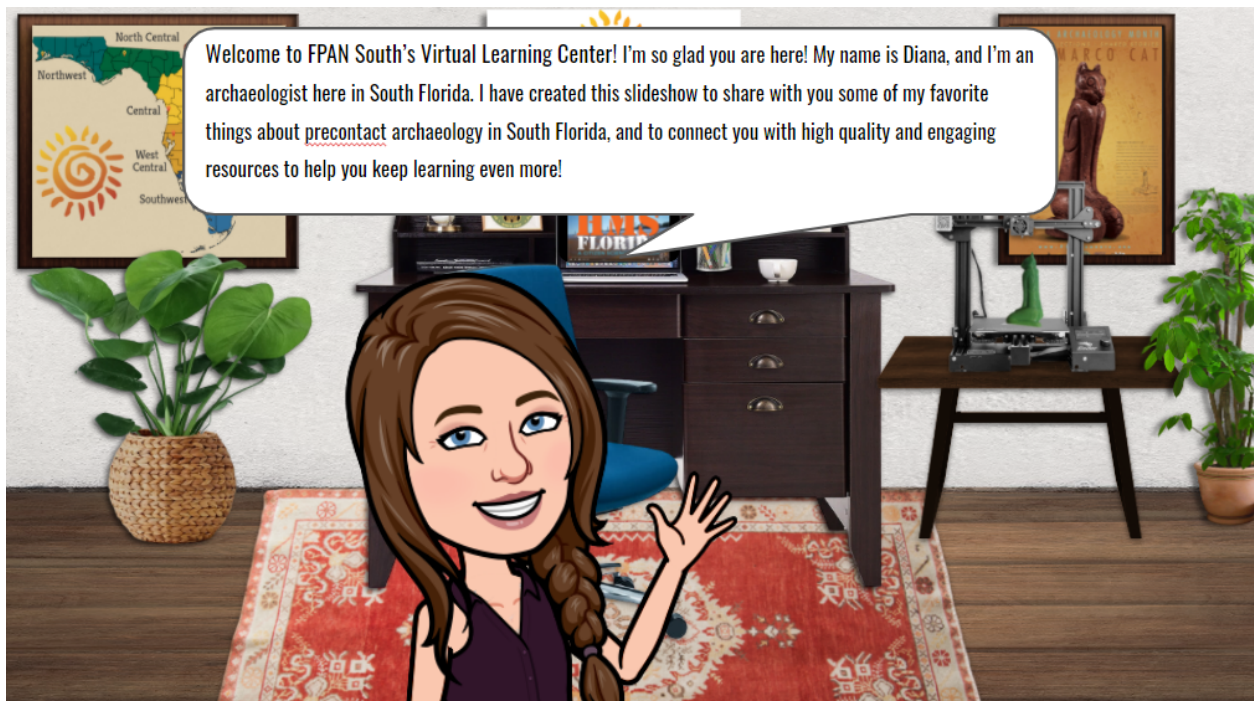 North Central
Northwest
Central
West
Central
Southwest
Welcome to FPAN South’s Virtual Learning Center! I’m so glad you are here! My name is Diana, and I’m an
archaeologist here in South Florida. I have created this slideshow to share with you some of my favorite
things about precontact archaeology in South Florida, and to connect you with high quality and engaging
resources to help you keep learning even more!
MARCO CAT